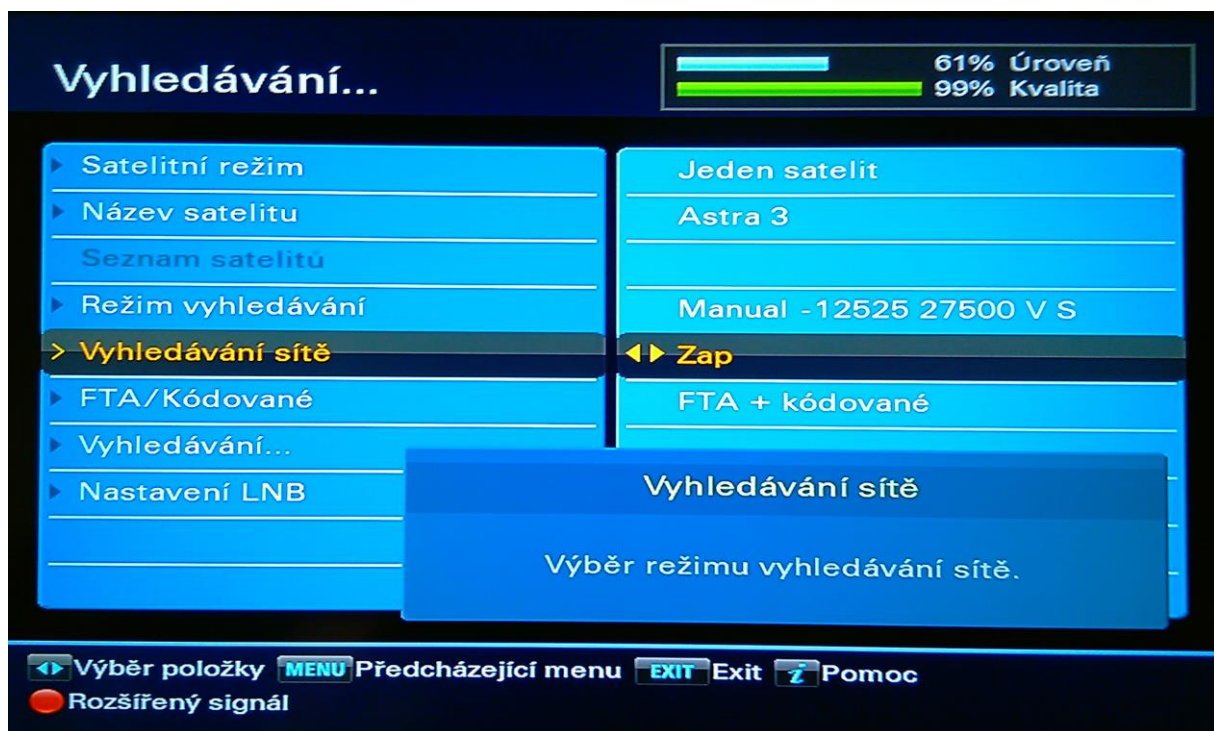 Vyhledávání...
61% Úroveň
99% Kvalita
Satelitní režim Jeden satelit
Název satelitu Astra 3
Seznam satelitů
Režim vyhledávání Manual -12525 27500 V S
> Vyhledávání sítě Zap
FTA/Kódované FTA + kódované
Vyhledávání...
Nastavení LNB
Vyhledávání sítě
Výběr režimu vyhledávání sítě.
Výběr položky MENU Předcházející menu EXIT Exit i Pomoc
Rozšířený signál